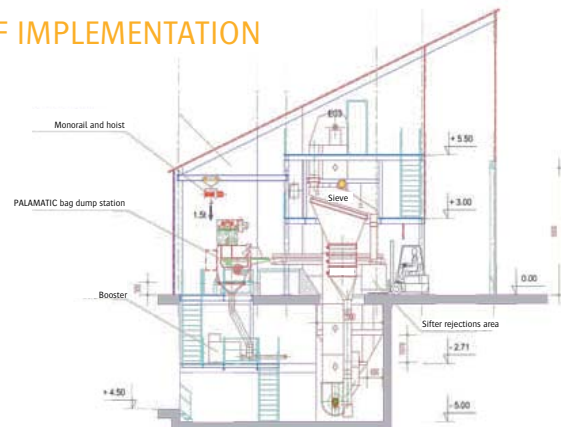 F IMPLEMENTATION
Monorail and hoist
E03
+ 5.50
PALAMATIC bag dump station
1.5t
Sieve
+ 3.00
0.00
Booster
Sifter rejections area
- 2.71
+ 4.50
- 5.00